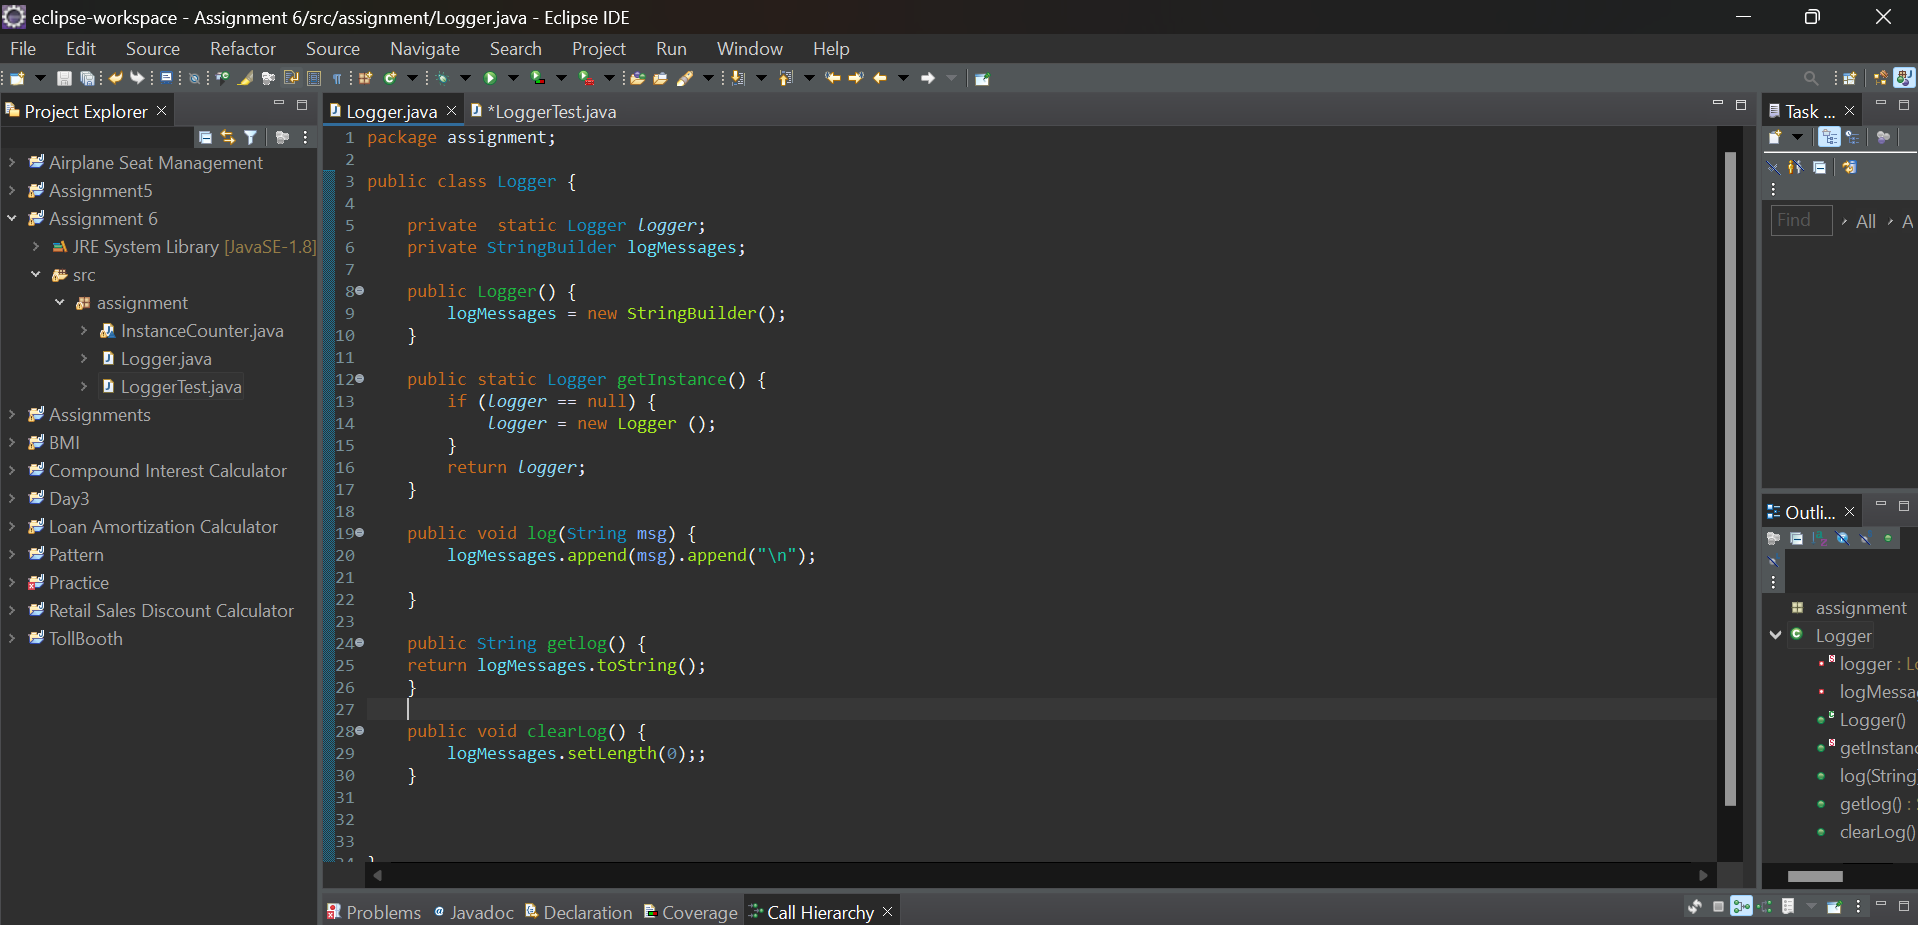 eclipse-workspace - Assignment 6/src/assignment/Logger.java - Eclipse IDE
File Edit Source Refactor Source Navigate Search Project Run Window Help
Project Explorer
Airplane Seat Management
Assignment5
Assignment 6
JRE System Library [JavaSE-1.8]
src
assignment
InstanceCounter.java
Logger.java
LoggerTest.java
Assignments
BMI
Compound Interest Calculator
Day3
Loan Amortization Calculator
Pattern
Practice
Retail Sales Discount Calculator
TollBooth
Logger.java *LoggerTest.java
1 package assignment;
2
3 public class Logger {
4
5 private  static Logger logger;
6 private StringBuilder logMessages;
7
8 public Logger() {
9 logMessages = new StringBuilder();
10 }
11
12 public static Logger getInstance() {
13 if (logger == null) {
14 logger = new Logger ();
15 }
16 return logger;
17 }
18
19 public void log(String msg) {
20 logMessages.append(msg).append("\n");
21
22 }
23
24 public String getlog() {
25 return logMessages.toString();
26 }
27
28 public void clearLog() {
29 logMessages.setLength(0);;
30 }
31
32
33
34 }
Problems Javadoc Declaration Coverage Call Hierarchy
Task ...
Find All A
Outli...
assignment
Logger
logger : Lo
logMessa
Logger()
getInstanc
log(String
getlog() :
clearLog()